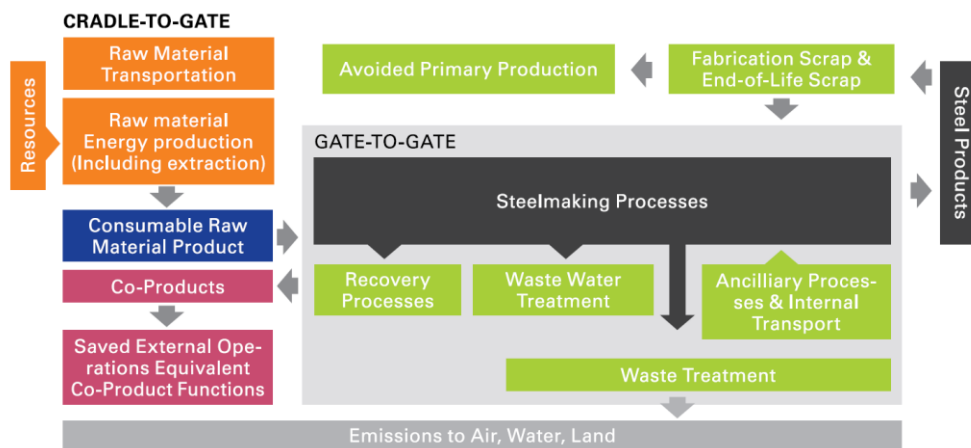 CRADLE-TO-GATE
Raw Material
Transportation
Resources
Raw material
Energy production
(Including extraction)
Consumable Raw
Material Product
Co-Products
Saved External Ope-
rations Equivalent
Co-Product Functions
Avoided Primary Production
Fabrication Scrap &
End-of-Life Scrap
Steel Products
GATE-TO-GATE
Steelmaking Processes
Recovery
Processes
Waste Water
Treatment
Ancilliary Proces-
ses & Internal
Transport
Waste Treatment
Emissions to Air, Water, Land